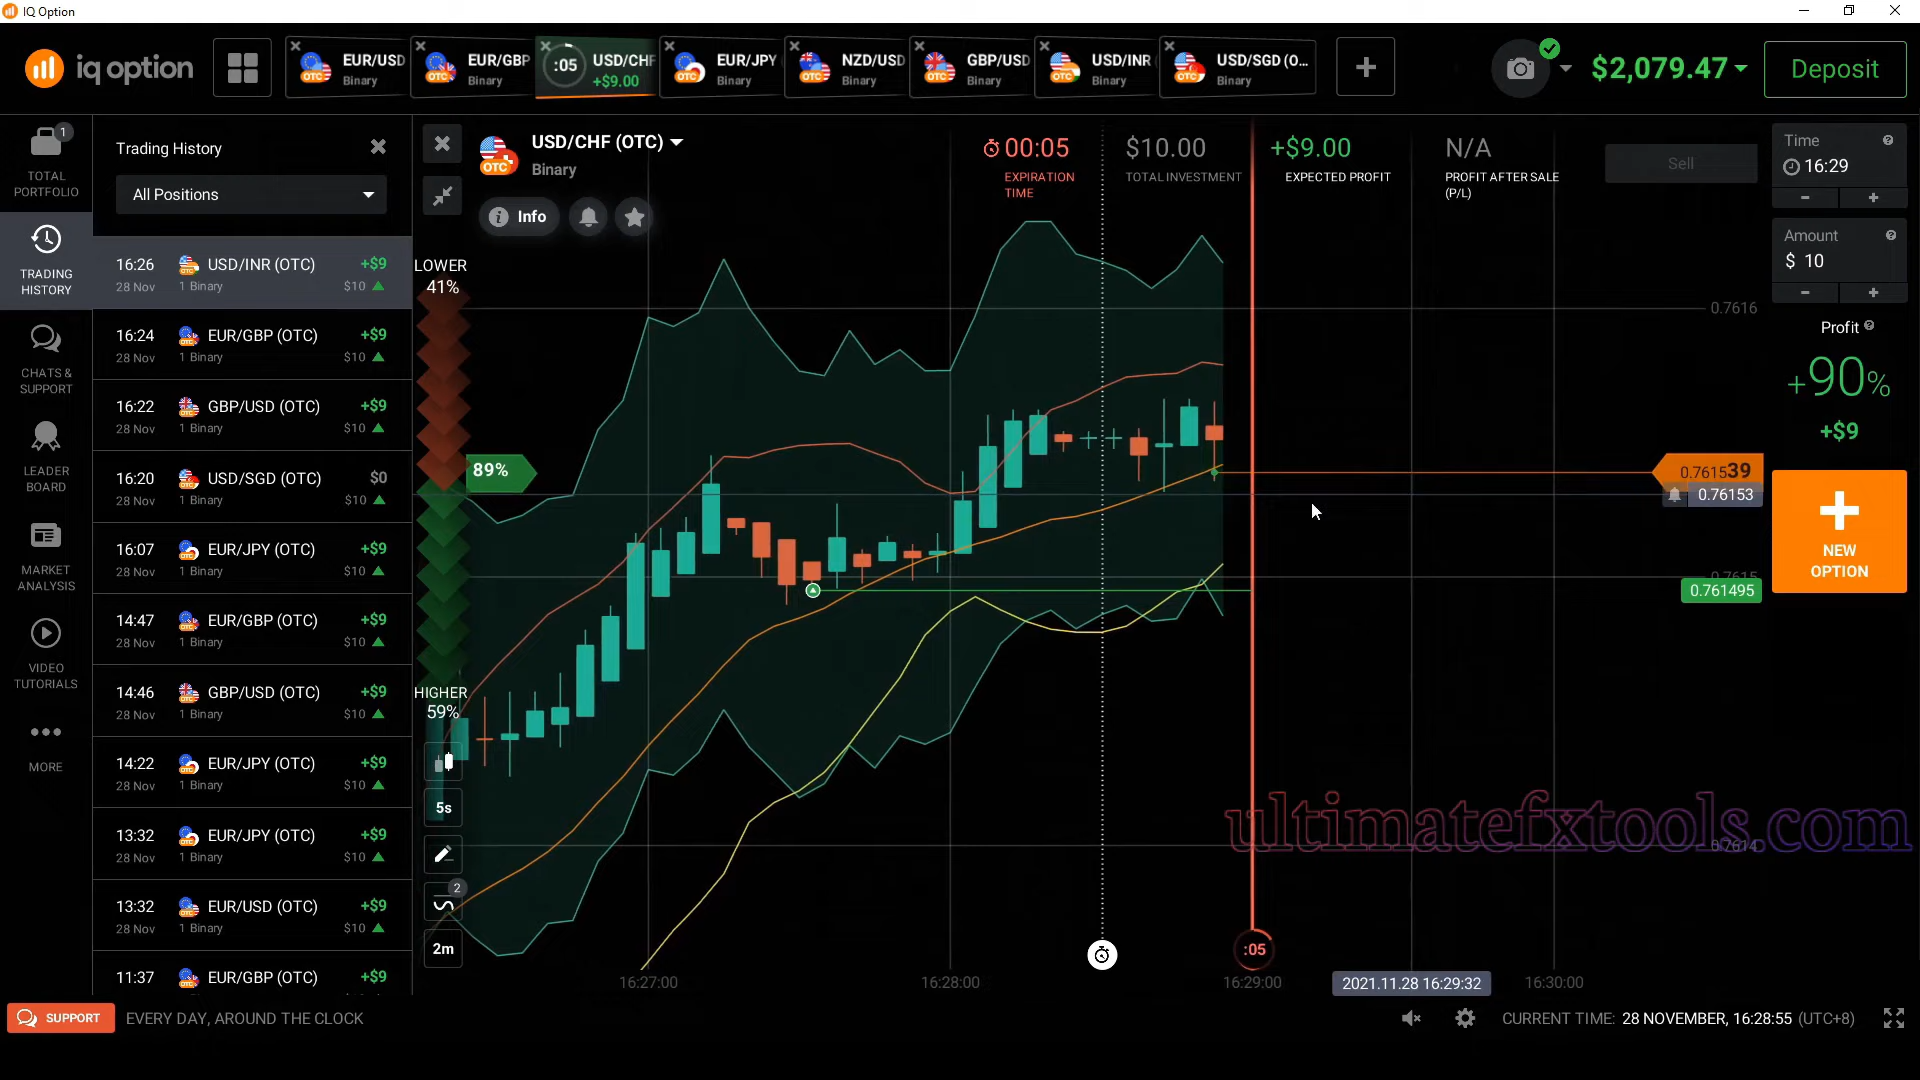 IQ Option
iq option
EUR/USD
Binary
EUR/GBP
Binary
:05
USD/CHF
+$9.00
EUR/JPY
Binary
NZD/USD
Binary
GBP/USD
Binary
USD/INR
Binary
USD/SGD (O...
Binary
$2,079.47
Deposit
1
TOTAL
PORTFOLIO
TRADING
HISTORY
CHATS &
SUPPORT
LEADER
BOARD
MARKET
ANALYSIS
VIDEO
TUTORIALS
MORE
Trading History
All Positions
16:26 USD/INR (OTC) +$9
28 Nov 1 Binary $10
16:24 EUR/GBP (OTC) +$9
28 Nov 1 Binary $10
16:22 GBP/USD (OTC) +$9
28 Nov 1 Binary $10
16:20 USD/SGD (OTC) $0
28 Nov 1 Binary $10
16:07 EUR/JPY (OTC) +$9
28 Nov 1 Binary $10
14:47 EUR/GBP (OTC) +$9
28 Nov 1 Binary $10
14:46 GBP/USD (OTC) +$9
28 Nov 1 Binary $10
14:22 EUR/JPY (OTC) +$9
28 Nov 1 Binary $10
13:32 EUR/JPY (OTC) +$9
28 Nov 1 Binary $10
13:32 EUR/USD (OTC) +$9
28 Nov 1 Binary $10
11:37 EUR/GBP (OTC) +$9
USD/CHF (OTC)
Binary
Info
00:05
EXPIRATION
TIME
$10.00
TOTAL INVESTMENT
+$9.00
EXPECTED PROFIT
N/A
PROFIT AFTER SALE
(P/L)
Sell
LOWER
41%
89%
HIGHER
59%
5s
2
2m
0.7616
0.761539
0.76153
0.7615
0.761495
0.7614
ultimatefxtools.com
:05
16:27:00
16:28:00
16:29:00
2021.11.28 16:29:32
16:30:00
Time
16:29
- +
Amount
$ 10
- +
Profit
+90%
+$9
NEW
OPTION
SUPPORT
EVERY DAY, AROUND THE CLOCK
CURRENT TIME: 28 NOVEMBER, 16:28:55 (UTC+8)